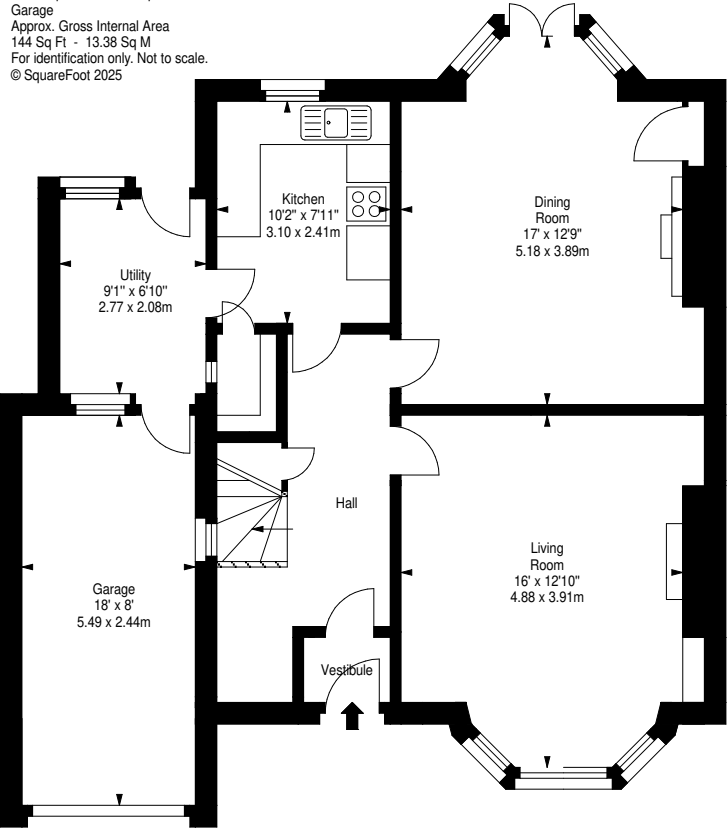 Garage
Approx. Gross Internal Area
144 Sq Ft - 13.38 Sq M
For identification only. Not to scale.
© SquareFoot 2025
Kitchen
10'2" x 7'11"
3.10 x 2.41m
Dining
Room
17' x 12'9"
5.18 x 3.89m
Utility
9'1" x 6'10"
2.77 x 2.08m
Hall
Living
Room
16' x 12'10"
4.88 x 3.91m
Garage
18' x 8'
5.49 x 2.44m
Vestibule